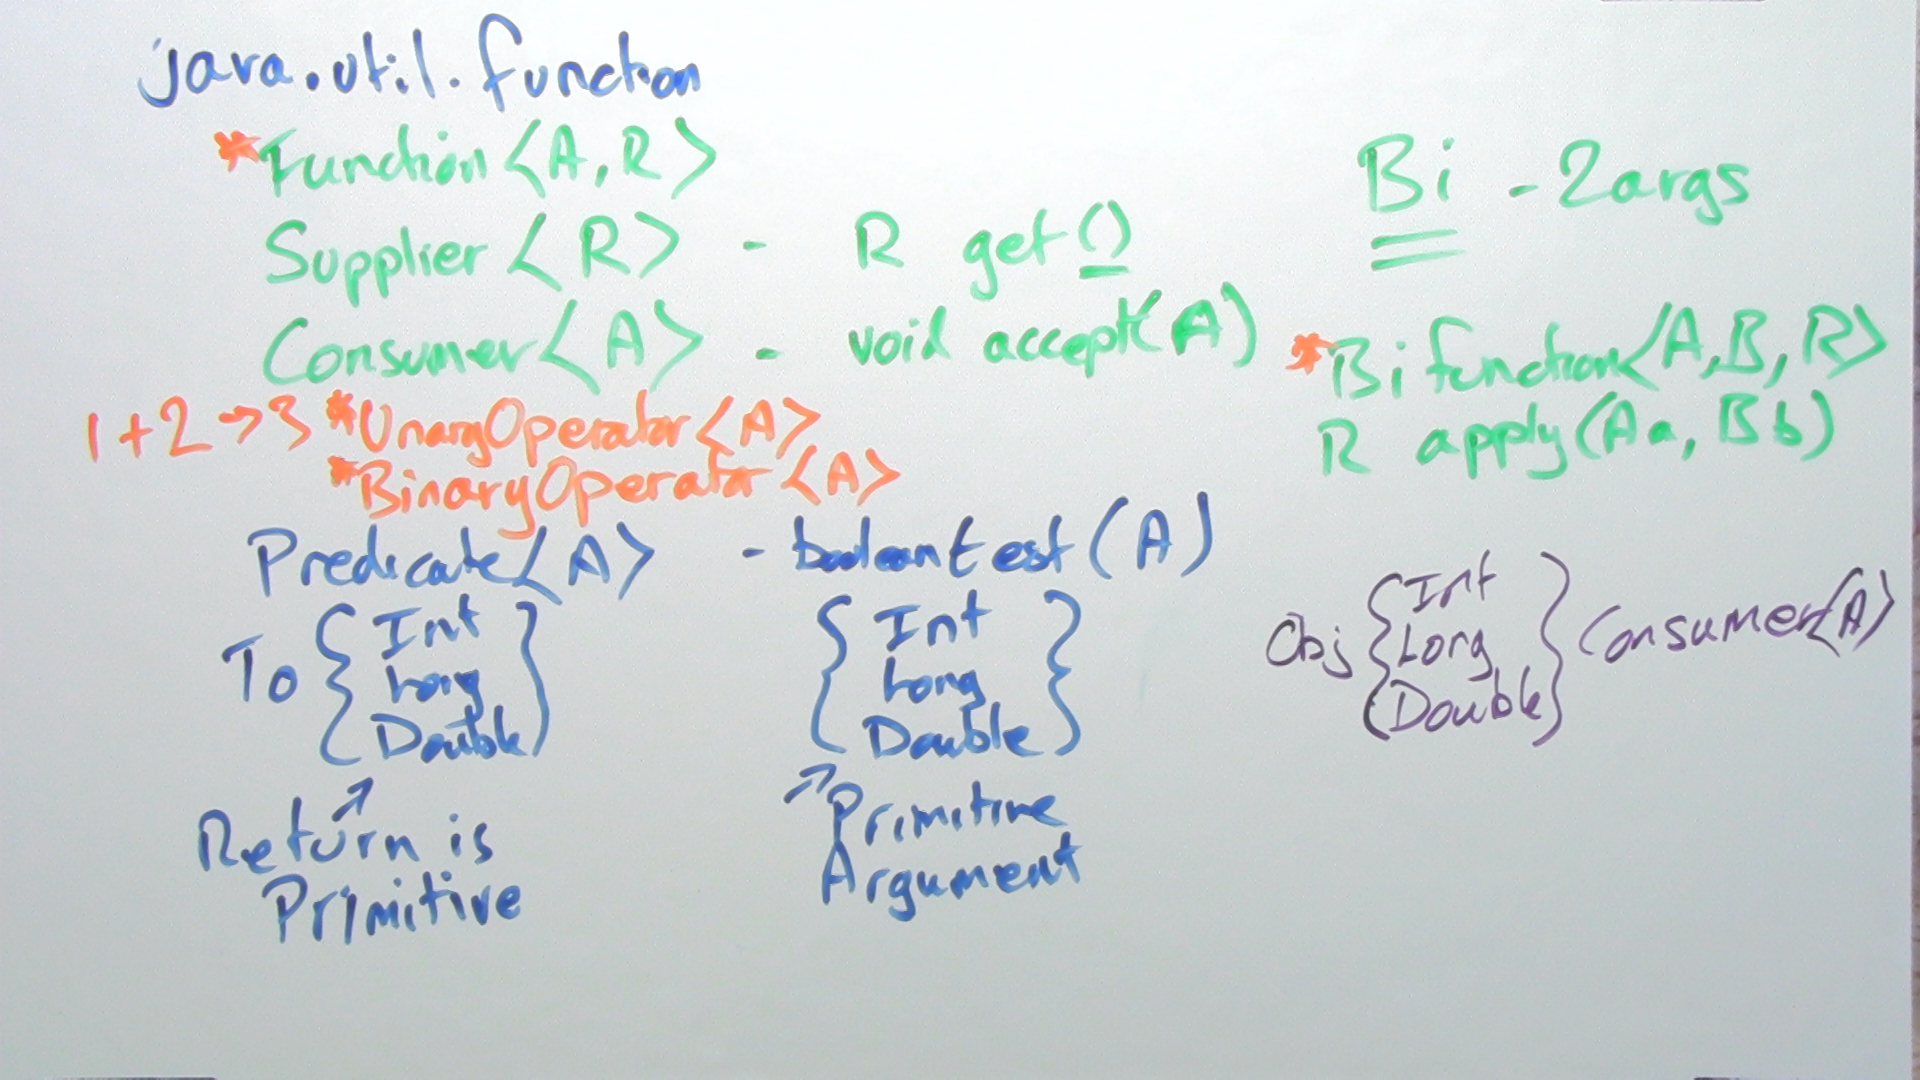 java.util.function
*Function<A,R>
Supplier<R> - R get()
Consumer<A> - void accept(A)
1+2→3 *UnaryOperator<A>
*BinaryOperator<A>
Predicate<A> - boolean test(A)
To { Int
Long
Double }
↗
Return is
Primitive
{ Int
Long
Double }
↗ Primitive
Argument
Bi - 2args
*Bifunction<A,B,R>
R apply(A a, B b)
Obj { Int
Long
Double } Consumer<A>